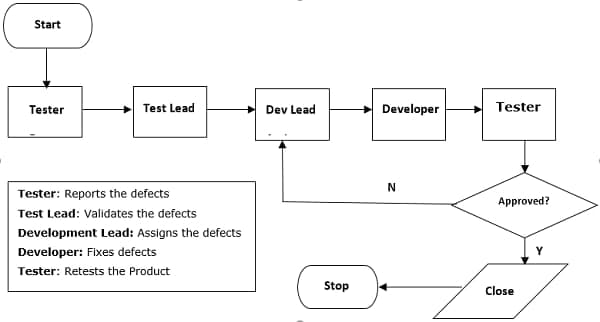 Start
Tester
Test Lead
Dev Lead
Developer
Tester
N
Approved?
Y
Tester: Reports the defects
Test Lead: Validates the defects
Development Lead: Assigns the defects
Developer: Fixes defects
Tester: Retests the Product
Stop
Close